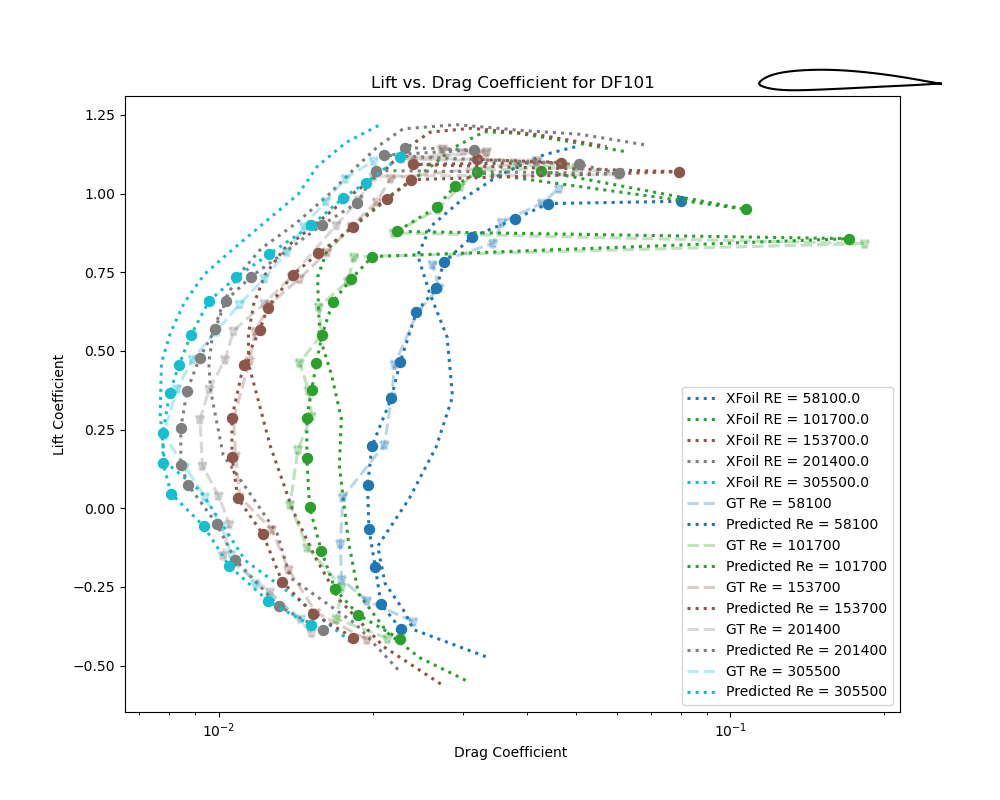 Lift vs. Drag Coefficient for DF101
1.25
1.00
0.75
0.50
0.25
0.00
−0.25
−0.50
Lift Coefficient
10⁻²
10⁻¹
Drag Coefficient
XFoil RE = 58100.0
XFoil RE = 101700.0
XFoil RE = 153700.0
XFoil RE = 201400.0
XFoil RE = 305500.0
GT Re = 58100
Predicted Re = 58100
GT Re = 101700
Predicted Re = 101700
GT Re = 153700
Predicted Re = 153700
GT Re = 201400
Predicted Re = 201400
GT Re = 305500
Predicted Re = 305500